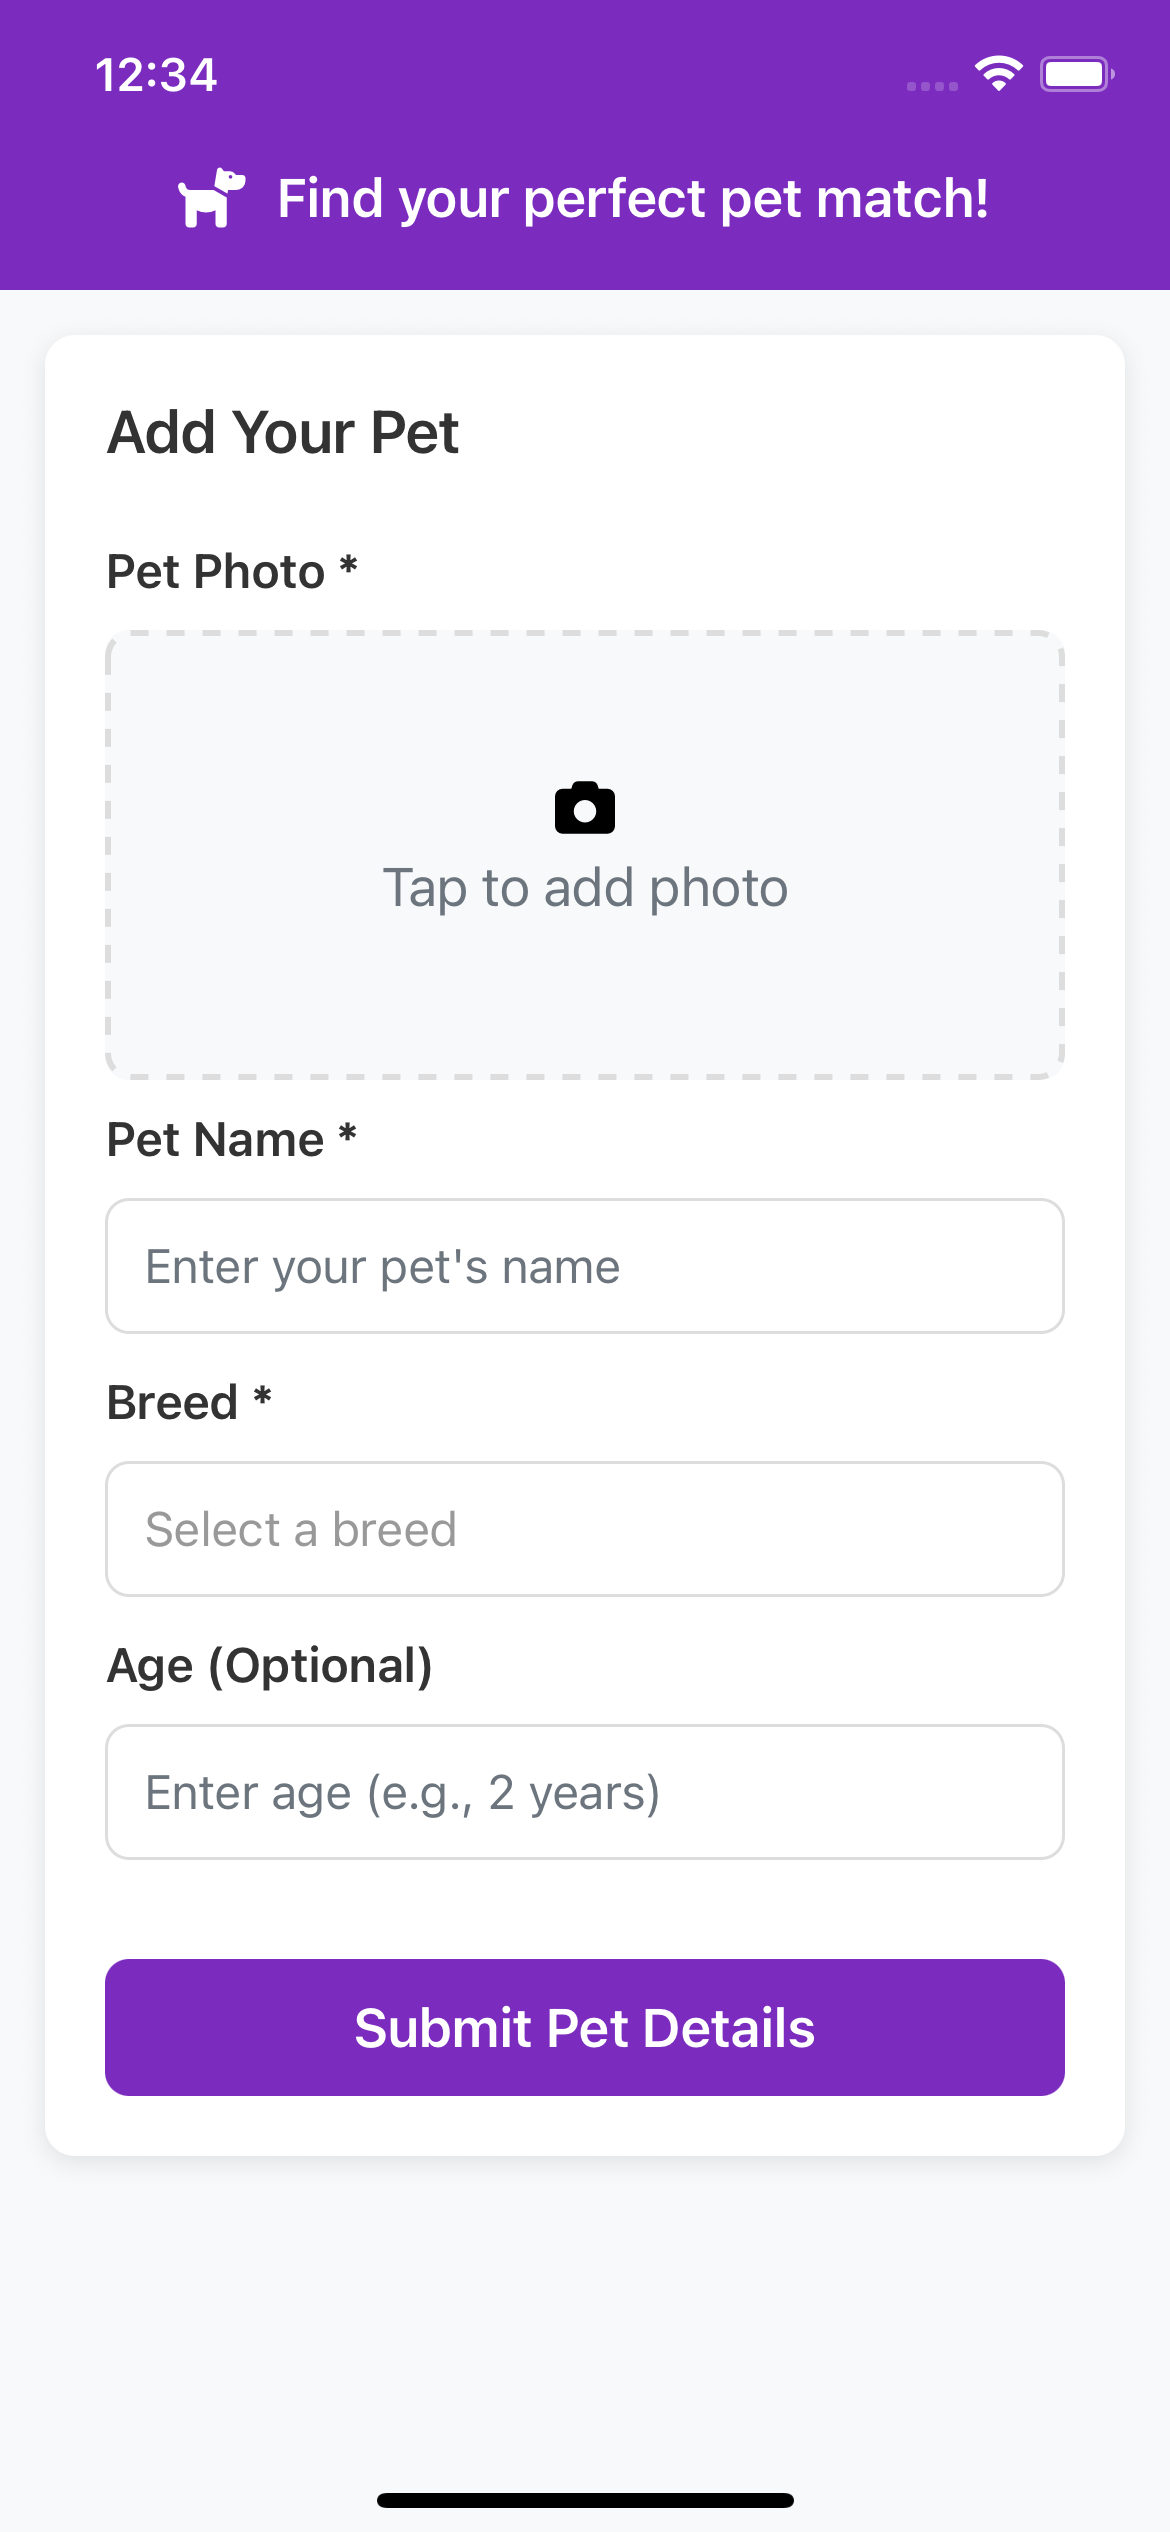 12:34
Find your perfect pet match!
Add Your Pet
Pet Photo *
Tap to add photo
Pet Name *
Enter your pet's name
Breed *
Select a breed
Age (Optional)
Enter age (e.g., 2 years)
Submit Pet Details